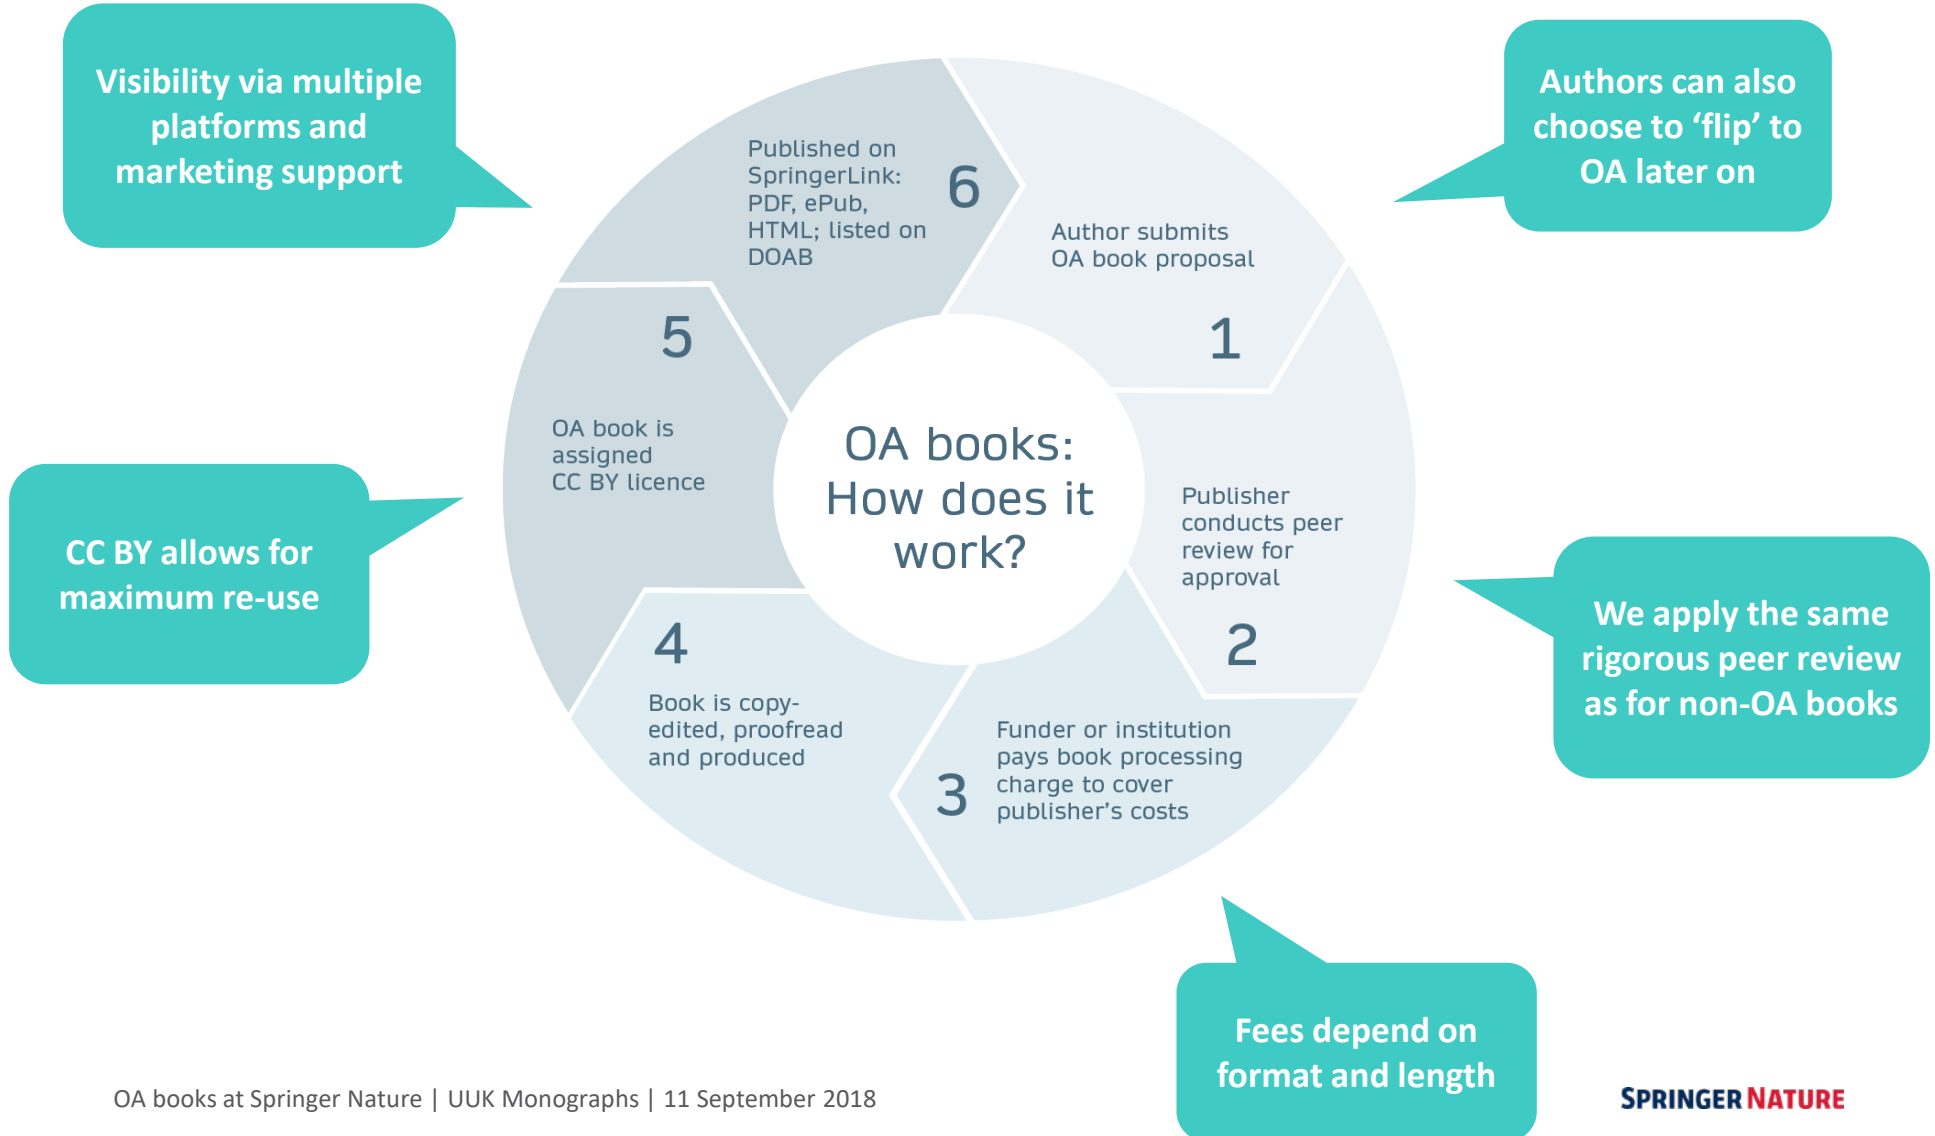 Visibility via multiple
platforms and
marketing support
Authors can also
choose to ‘flip’ to
OA later on
Published on
SpringerLink:
PDF, ePub,
HTML; listed on
DOAB
6
Author submits
OA book proposal
1
5
OA book is
assigned
CC BY licence
OA books:
How does it
work?
Publisher
conducts peer
review for
approval
2
CC BY allows for
maximum re-use
We apply the same
rigorous peer review
as for non-OA books
4
Book is copy-
edited, proofread
and produced
3
Funder or institution
pays book processing
charge to cover
publisher’s costs
Fees depend on
format and length
OA books at Springer Nature | UUK Monographs | 11 September 2018
SPRINGER NATURE